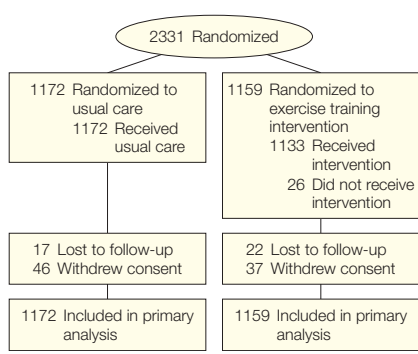 2331 Randomized
1172 Randomized to
usual care
1172 Received
usual care
1159 Randomized to
exercise training
intervention
1133 Received
intervention
26 Did not receive
intervention
17 Lost to follow-up
46 Withdrew consent
22 Lost to follow-up
37 Withdrew consent
1172 Included in primary
analysis
1159 Included in primary
analysis